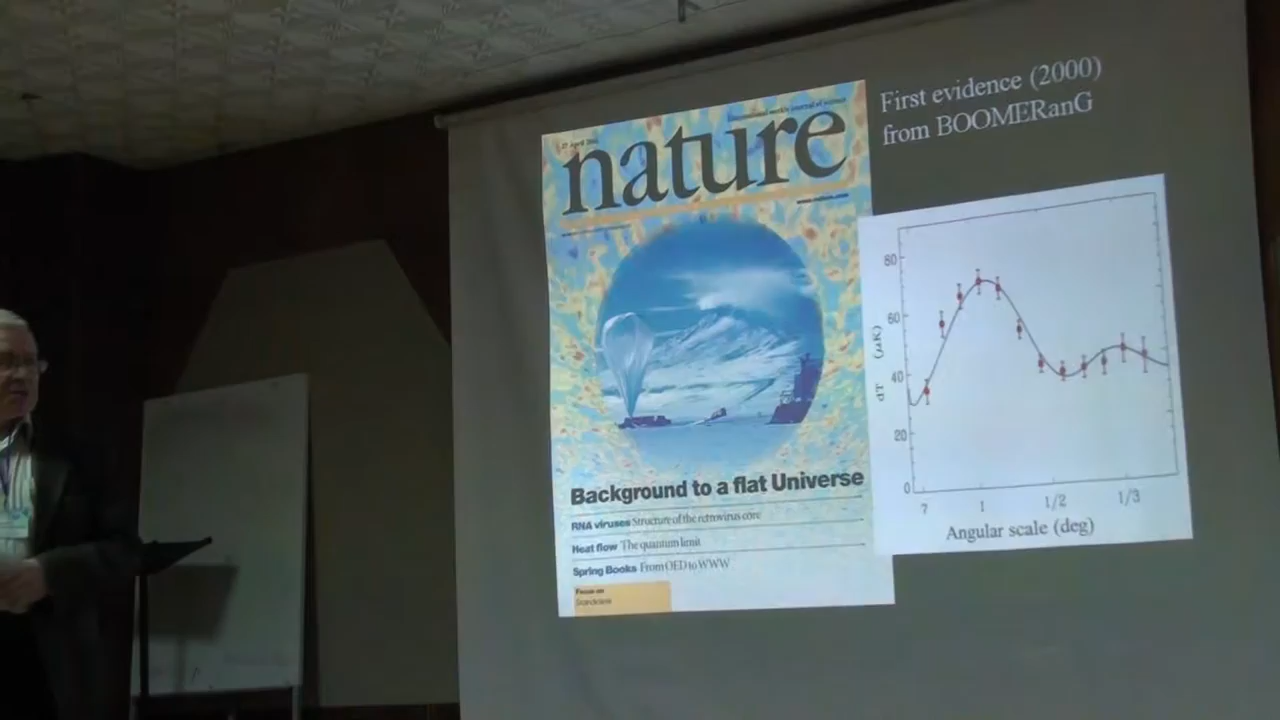 First evidence (2000)
from BOOMERanG
nature
Background to a flat Universe
RNA viruses Structure of the retrovirus core
Heat flow The quantum limit
Spring Books From OED to WWW
Focus on
80
60
40
20
0
dT (μK)
7 1 1/2 1/3
Angular scale (deg)